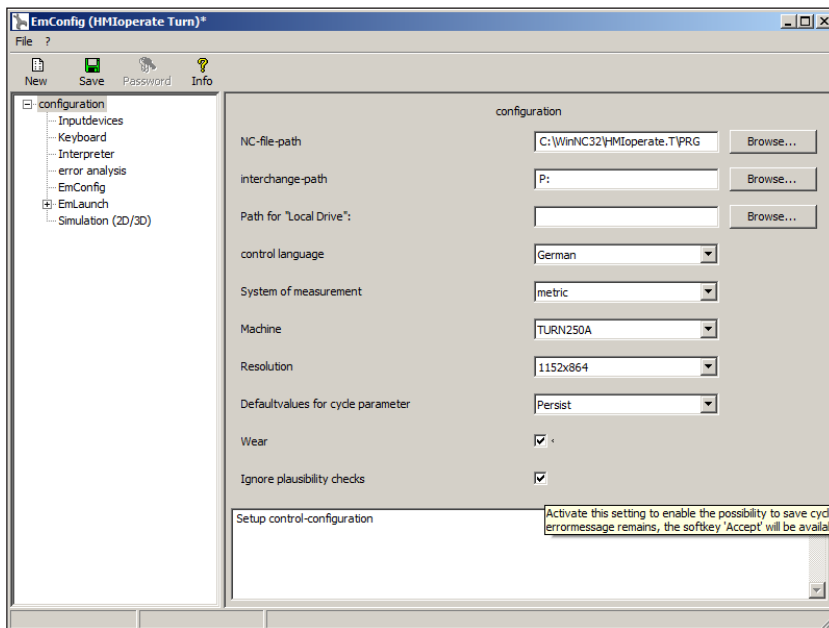 EmConfig (HMIoperate Turn)*
File ?
New Save Password Info
configuration
Inputdevices
Keyboard
Interpreter
error analysis
EmConfig
EmLaunch
Simulation (2D/3D)
configuration
NC-file-path C:\WinNC32\HMIoperate.T\PRG Browse...
interchange-path P: Browse...
Path for "Local Drive": Browse...
control language German
System of measurement metric
Machine TURN250A
Resolution 1152x864
Defaultvalues for cycle parameter Persist
Wear
Ignore plausibility checks
Setup control-configuration
Activate this setting to enable the possibility to save cycl
errormessage remains, the softkey 'Accept' will be availa